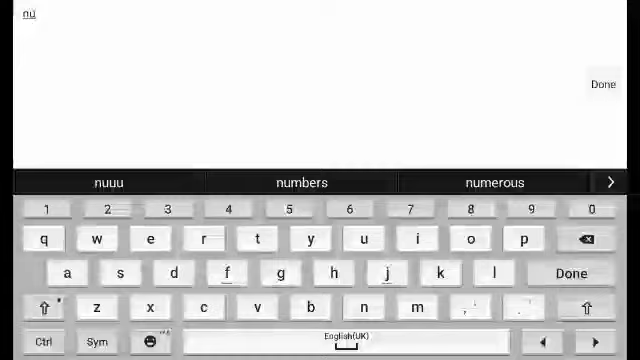 nu
Done
nuuu numbers numerous >
1 2 3 4 5 6 7 8 9 0
q w e r t y u i o p
a s d f g h j k l Done
z x c v b n m
Ctrl Sym English(UK)